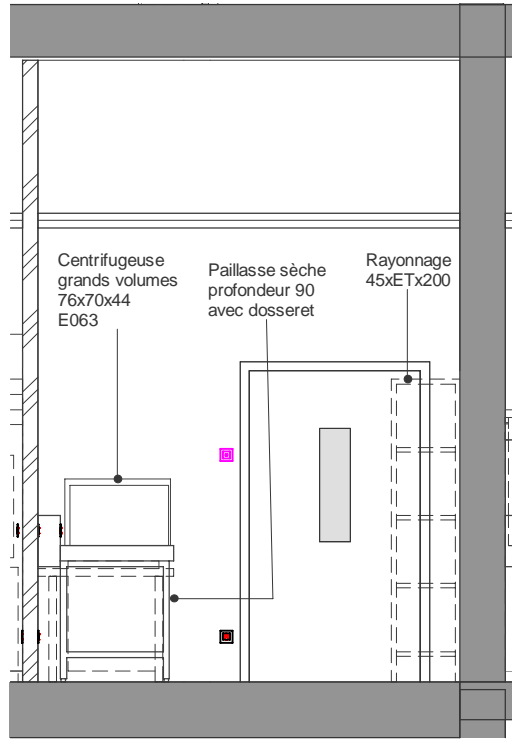 Centrifugeuse
grands volumes
76x70x44
E063
Paillasse sèche
profondeur 90
avec dosseret
Rayonnage
45xETx200